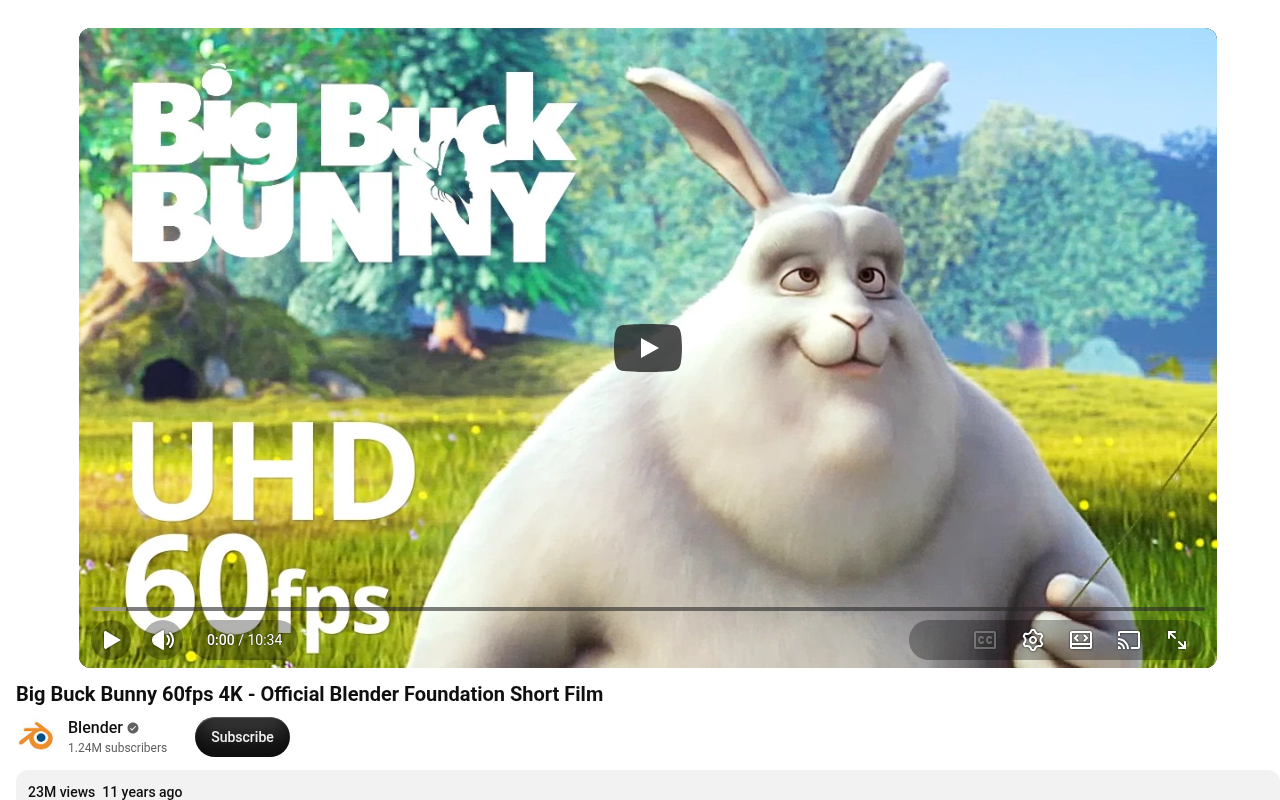 Big Buck
BUNNY
UHD
60fps
0:00 / 10:34
CC
Big Buck Bunny 60fps 4K - Official Blender Foundation Short Film
Blender
1.24M subscribers
Subscribe
23M views 11 years ago